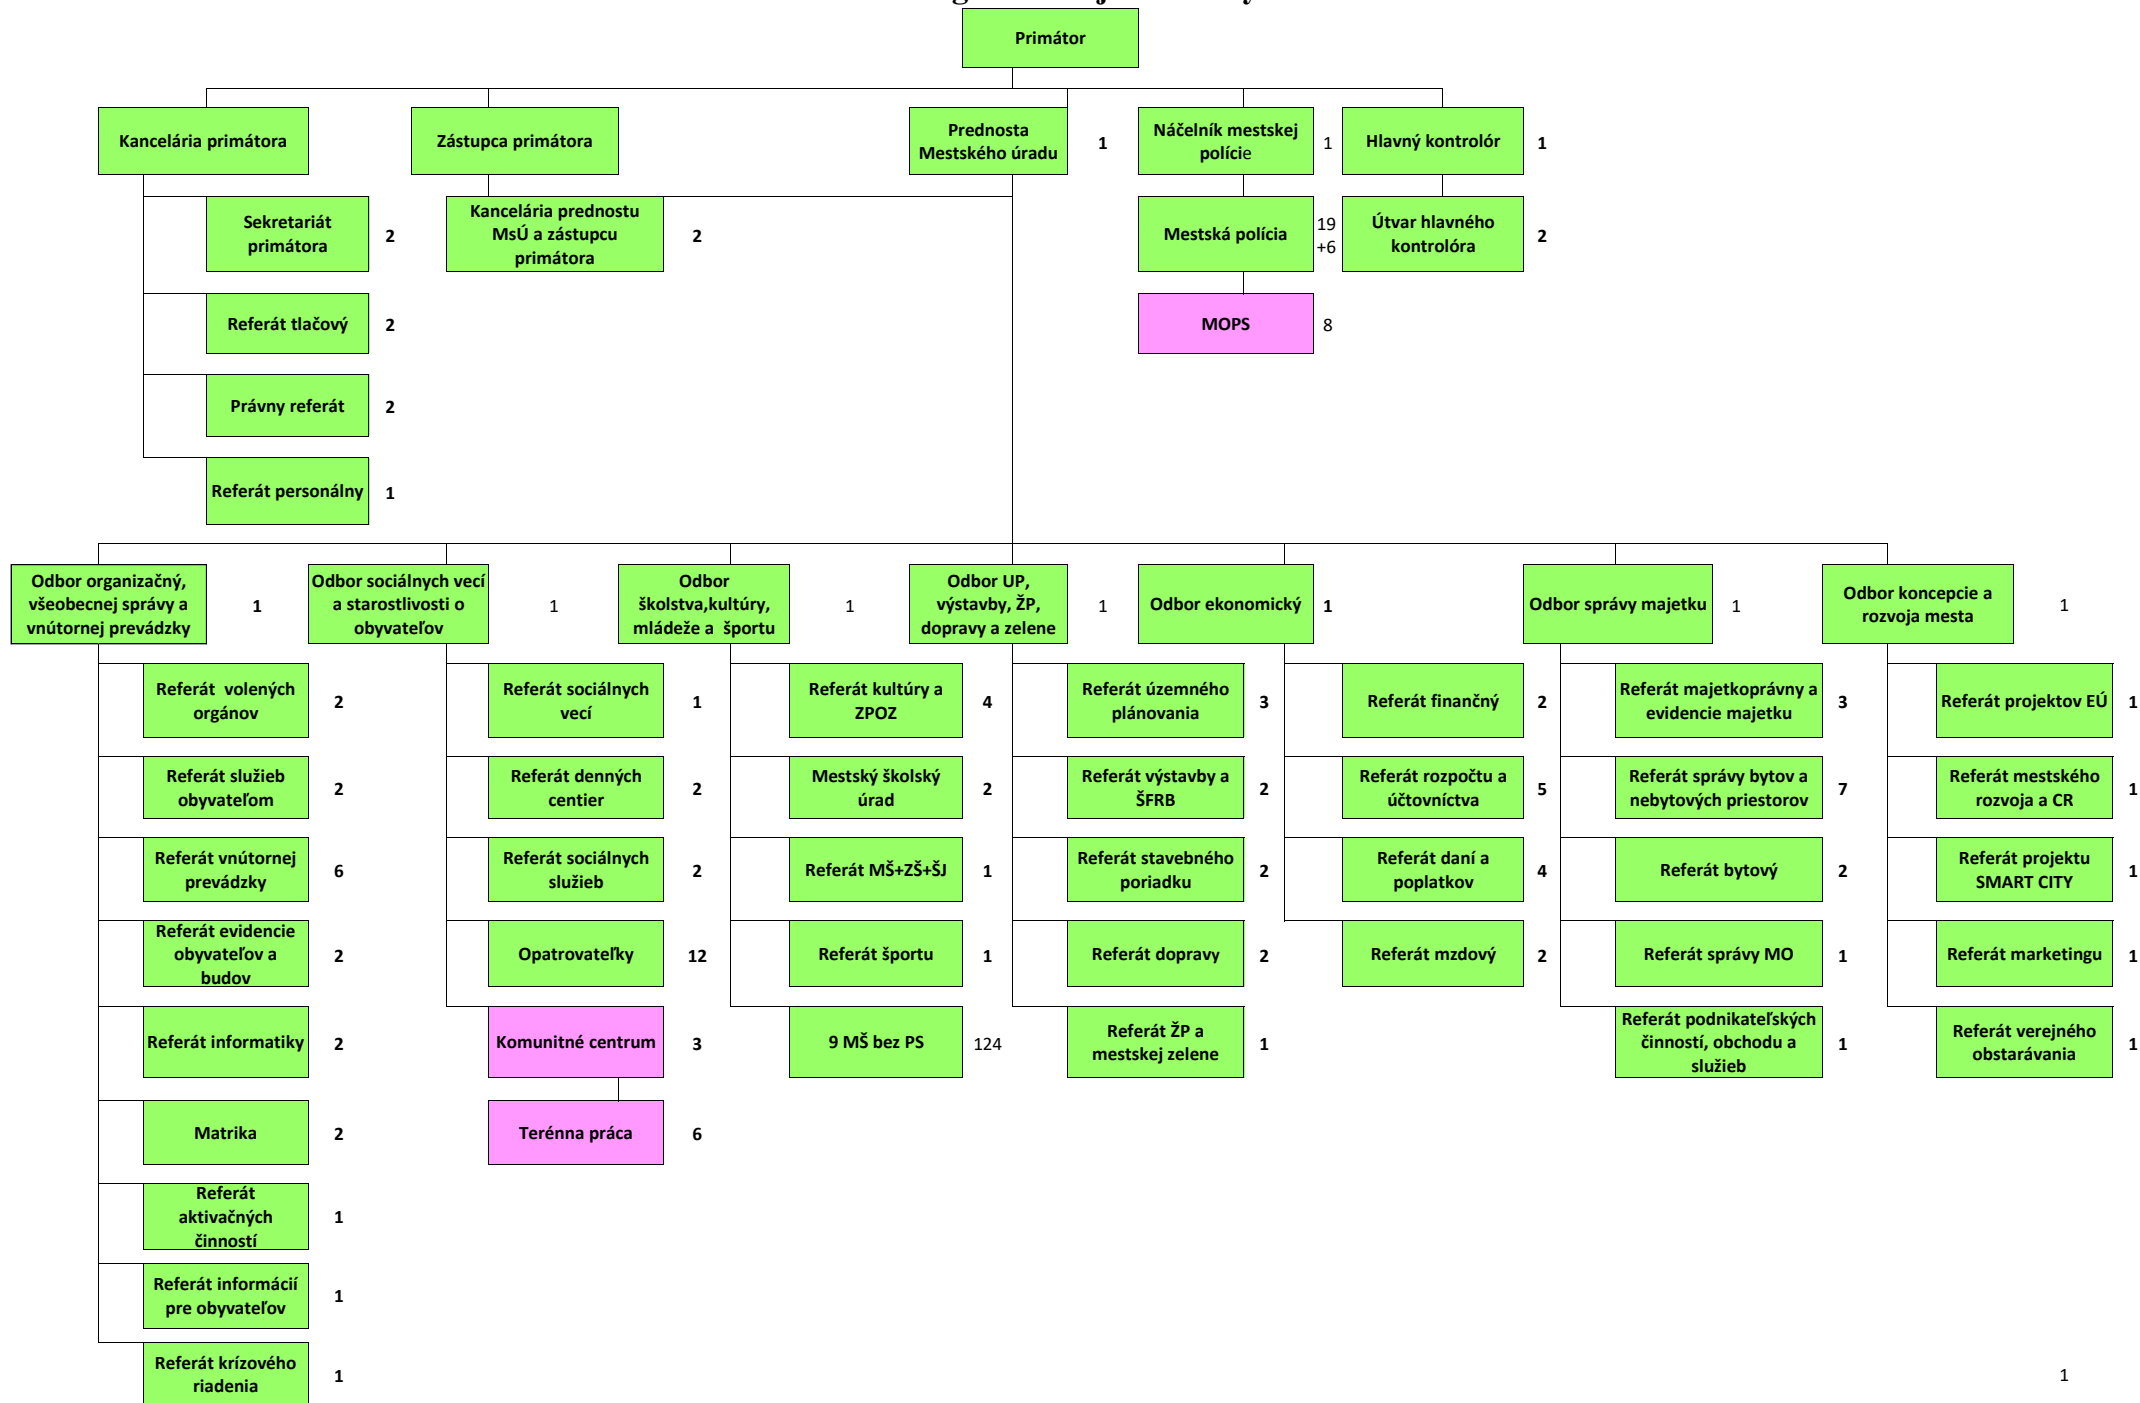 Primátor
Kancelária primátora
Zástupca primátora
Prednosta
Mestského úradu
1
Náčelník mestskej
polície
1
Hlavný kontrolór
1
Sekretariát
primátora
2
Kancelária prednostu
MsÚ a zástupcu
primátora
2
Mestská polícia
19
+6
Útvar hlavného
kontrolóra
2
Referát tlačový
2
MOPS
8
Právny referát
2
Referát personálny
1
Odbor organizačný,
všeobecnej správy a
vnútornej prevádzky
1
Odbor sociálnych vecí
a starostlivosti o
obyvateľov
1
Odbor
školstva,kultúry,
mládeže a  športu
1
Odbor UP,
výstavby, ŽP,
dopravy a zelene
1
Odbor ekonomický
1
Odbor správy majetku
1
Odbor koncepcie a
rozvoja mesta
1
Referát  volených
orgánov
2
Referát sociálnych
vecí
1
Referát kultúry a
ZPOZ
4
Referát územného
plánovania
3
Referát finančný
2
Referát majetkoprávny a
evidencie majetku
3
Referát projektov EÚ
1
Referát služieb
obyvateľom
2
Referát denných
centier
2
Mestský školský
úrad
2
Referát výstavby a
ŠFRB
2
Referát rozpočtu a
účtovníctva
5
Referát správy bytov a
nebytových priestorov
7
Referát mestského
rozvoja a CR
1
Referát vnútornej
prevádzky
6
Referát sociálnych
služieb
2
Referát MŠ+ZŠ+ŠJ
1
Referát stavebného
poriadku
2
Referát daní a
poplatkov
4
Referát bytový
2
Referát projektu
SMART CITY
1
Referát evidencie
obyvateľov a
budov
2
Opatrovateľky
12
Referát športu
1
Referát dopravy
2
Referát mzdový
2
Referát správy MO
1
Referát marketingu
1
Referát informatiky
2
Komunitné centrum
3
9 MŠ bez PS
124
Referát ŽP a
mestskej zelene
1
Referát podnikateľských
činností, obchodu a
služieb
1
Referát verejného
obstarávania
1
Matrika
2
Terénna práca
6
Referát
aktivačných
činností
1
Referát informácií
pre obyvateľov
1
Referát krízového
riadenia
1
1